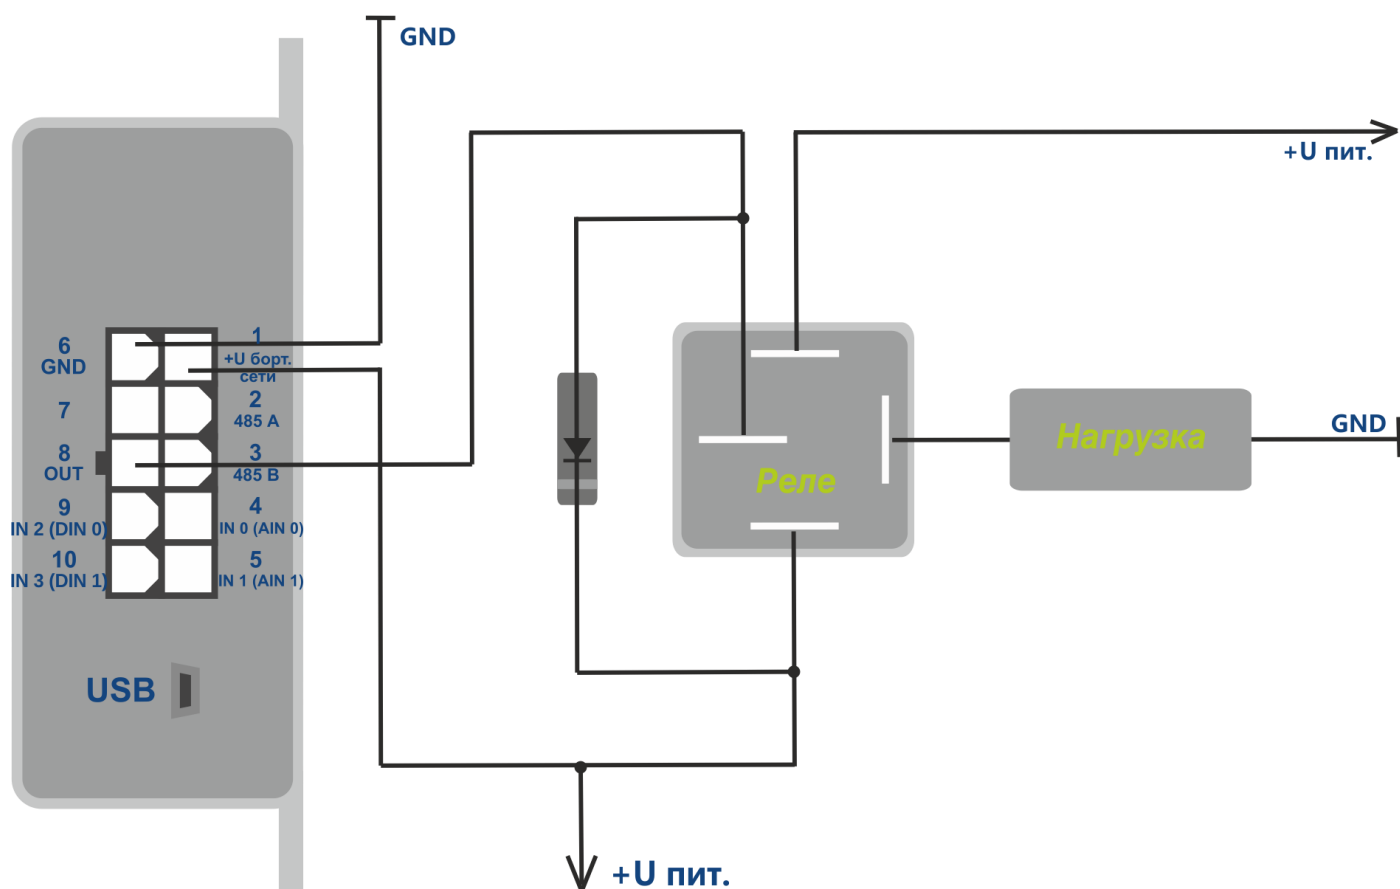 GND
+U пит.
6
GND
1
+U борт.
сети
7
2
485 A
8
OUT
3
485 B
9
IN 2 (DIN 0)
4
IN 0 (AIN 0)
10
IN 3 (DIN 1)
5
IN 1 (AIN 1)
USB
Реле
Нагрузка
GND
+U пит.